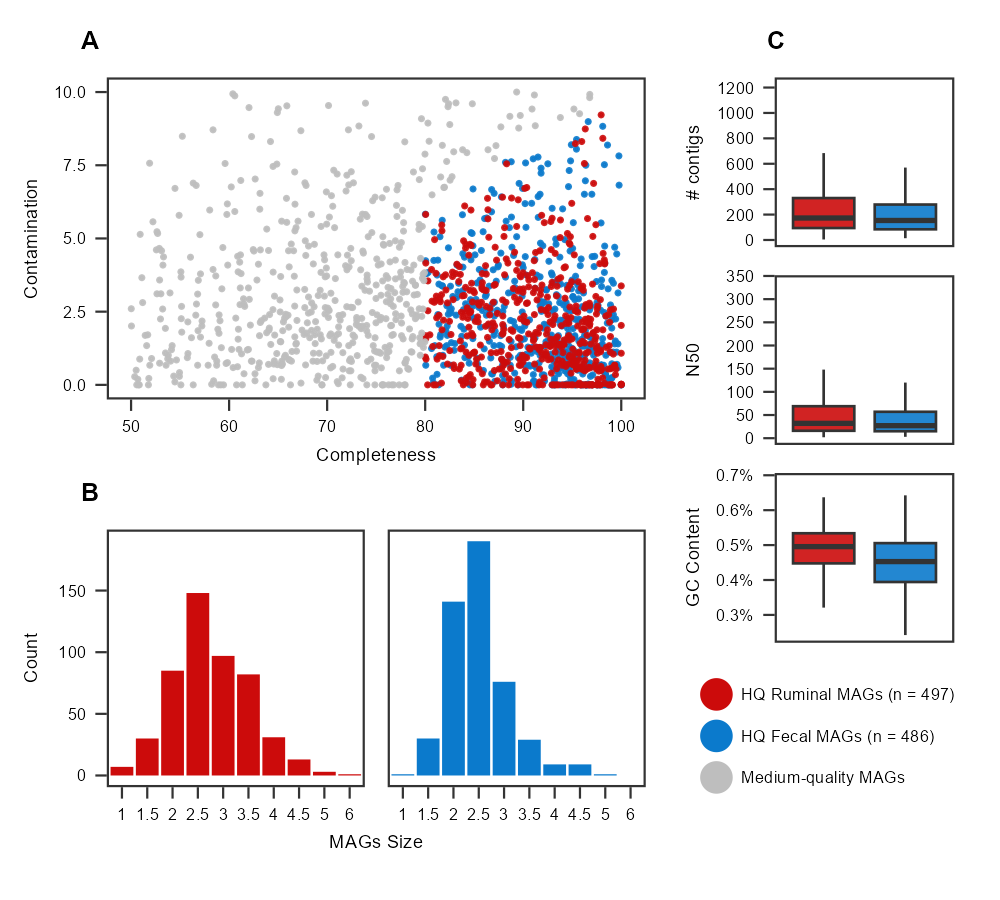 A
10.0
7.5
5.0
2.5
0.0
Contamination
50 60 70 80 90 100
Completeness
B
150
100
50
0
Count
1 1.5 2 2.5 3 3.5 4 4.5 5 6
1 1.5 2 2.5 3 3.5 4 4.5 5 6
MAGs Size
C
1200
1000
800
600
400
200
0
# contigs
350
300
250
200
150
100
50
0
N50
0.7%
0.6%
0.5%
0.4%
0.3%
GC Content
HQ Ruminal MAGs (n = 497)
HQ Fecal MAGs (n = 486)
Medium-quality MAGs